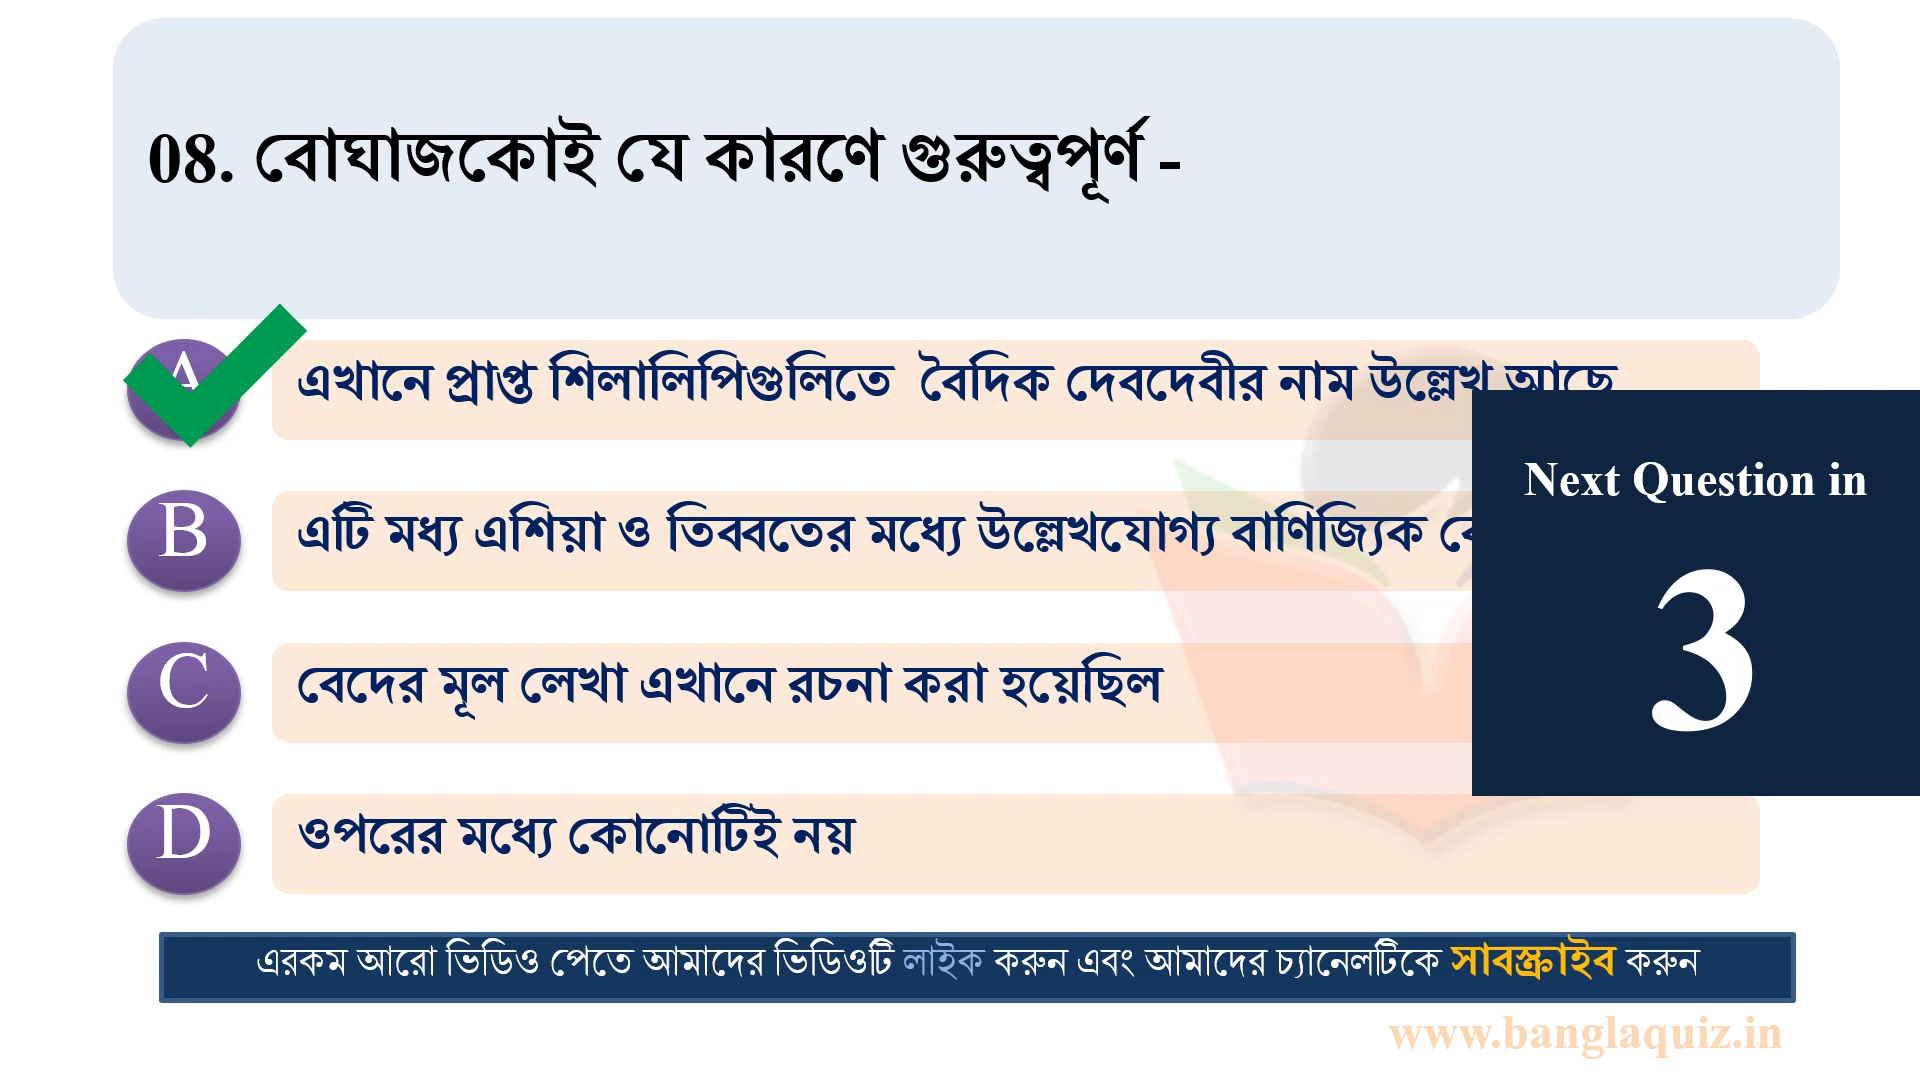 08. বোঘাজকোই যে কারণে গুরুত্বপূর্ণ -
A এখানে প্রাপ্ত শিলালিপিগুলিতে বৈদিক দেবদেবীর নাম উল্লেখ আছে
B এটি মধ্য এশিয়া ও তিব্বতের মধ্যে উল্লেখযোগ্য বাণিজ্যিক
C বেদের মূল লেখা এখানে রচনা করা হয়েছিল
D ওপরের মধ্যে কোনোটিই নয়
Next Question in
3
এরকম আরো ভিডিও পেতে আমাদের ভিডিওটি লাইক করুন এবং আমাদের চ্যানেলটিকে সাবস্ক্রাইব করুন
www.banglaquiz.in